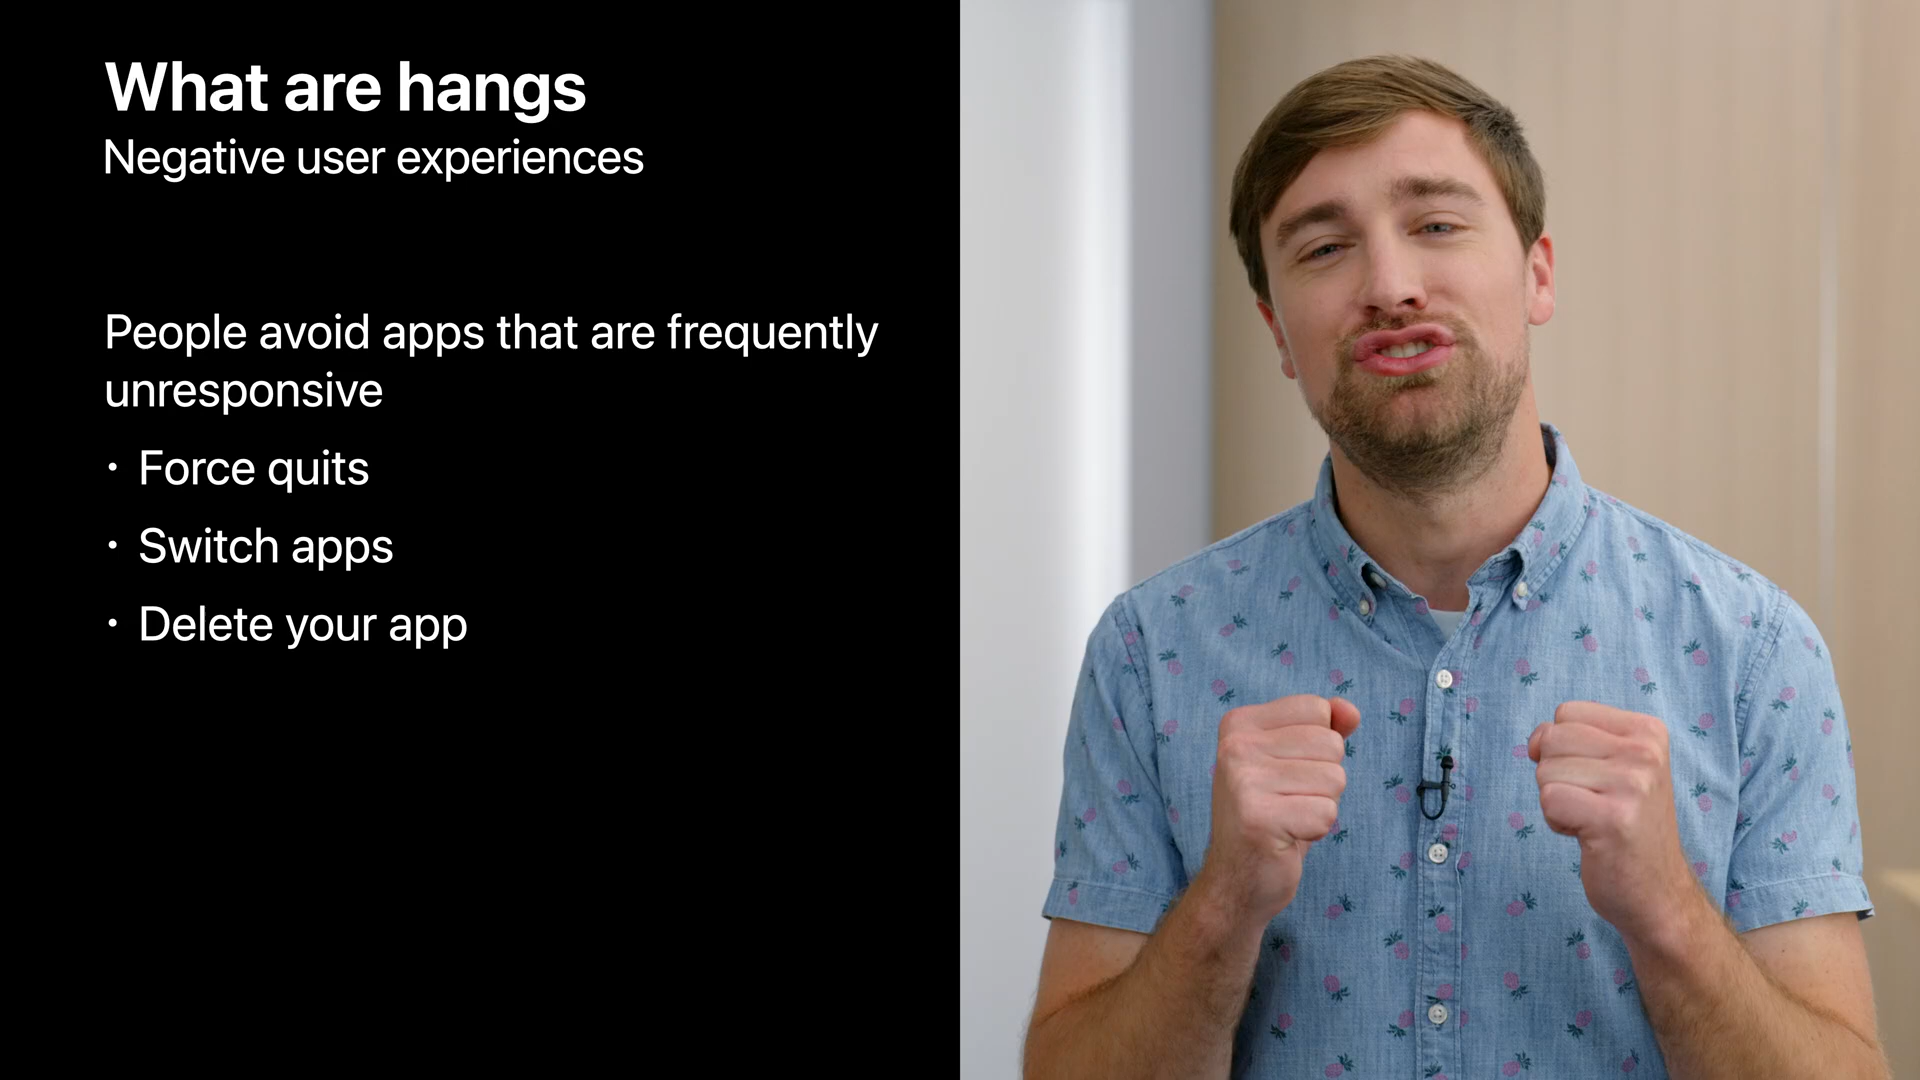 What are hangs
Negative user experiences
People avoid apps that are frequently
unresponsive
• Force quits
• Switch apps
• Delete your app